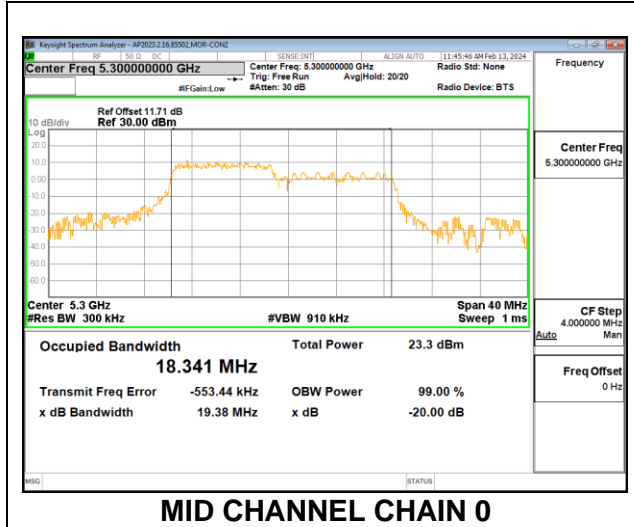 Keysight Spectrum Analyzer - AP2023.2.16,85502,MOR-CON2
RF 50 Ω DC SENSE:INT ALIGN AUTO 11:45:46 AM Feb 13, 2024
Center Freq 5.300000000 GHz
Center Freq: 5.300000000 GHz
Radio Std: None
Trig: Free Run Avg|Hold: 20/20
#IFGain:Low #Atten: 30 dB Radio Device: BTS
Frequency
Ref Offset 11.71 dB
10 dB/div Ref 30.00 dBm
Log
20.0
10.0
0.00
-10.0
-20.0
-30.0
-40.0
-50.0
-60.0
Center 5.3 GHz Span 40 MHz
#Res BW 300 kHz #VBW 910 kHz Sweep 1 ms
Center Freq
5.300000000 GHz
CF Step
4.000000 MHz
Auto Man
Freq Offset
0 Hz
Occupied Bandwidth Total Power 23.3 dBm
18.341 MHz
Transmit Freq Error -553.44 kHz OBW Power 99.00 %
x dB Bandwidth 19.38 MHz x dB -20.00 dB
MSG STATUS
MID CHANNEL CHAIN 0